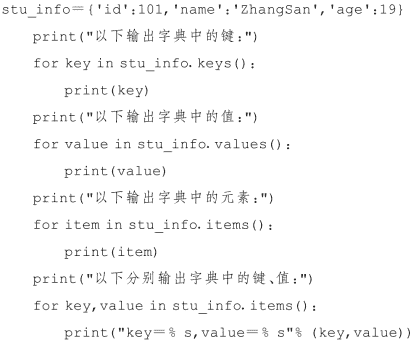 stu_info={'id':101,'name':'ZhangSan','age':19}
print("以下输出字典中的键:")
for key in stu_info.keys():
print(key)
print("以下输出字典中的值:")
for value in stu_info.values():
print(value)
print("以下输出字典中的元素:")
for item in stu_info.items():
print(item)
print("以下分别输出字典中的键、值:")
for key,value in stu_info.items():
print("key=% s,value=% s"% (key,value))